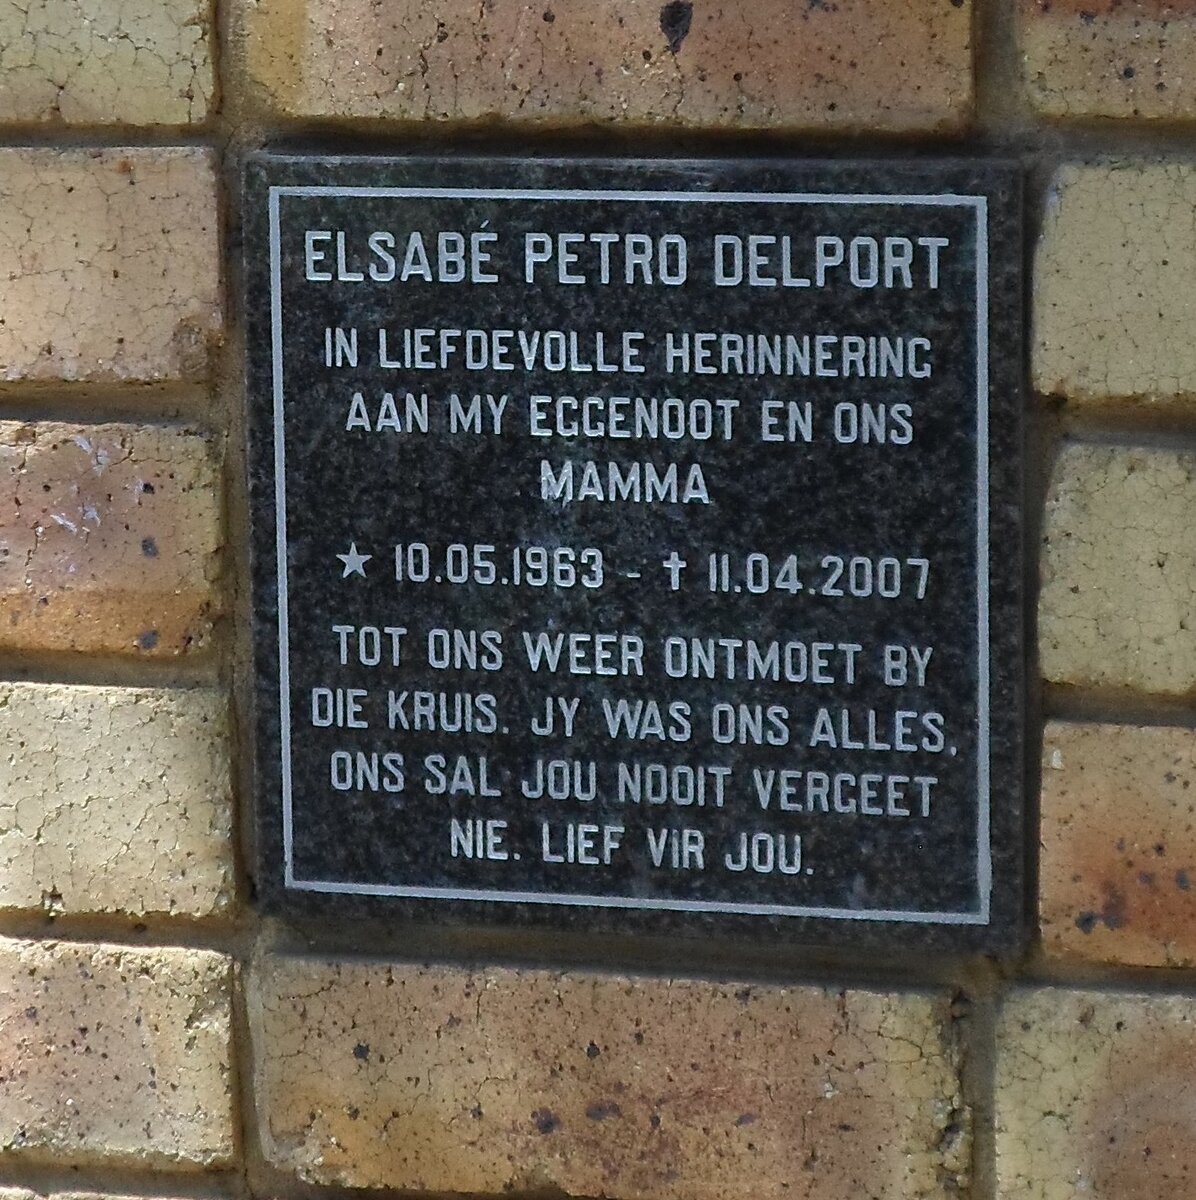 ELSABÉ PETRO DELPORT
IN LIEFDEVOLLE HERINNERING
AAN MY EGGENOOT EN ONS
MAMMA
★ 10.05.1963 - ✝ 11.04.2007
TOT ONS WEER ONTMOET BY
DIE KRUIS. JY WAS ONS ALLES,
ONS SAL JOU NOOIT VERGEET
NIE. LIEF ViR JOU.